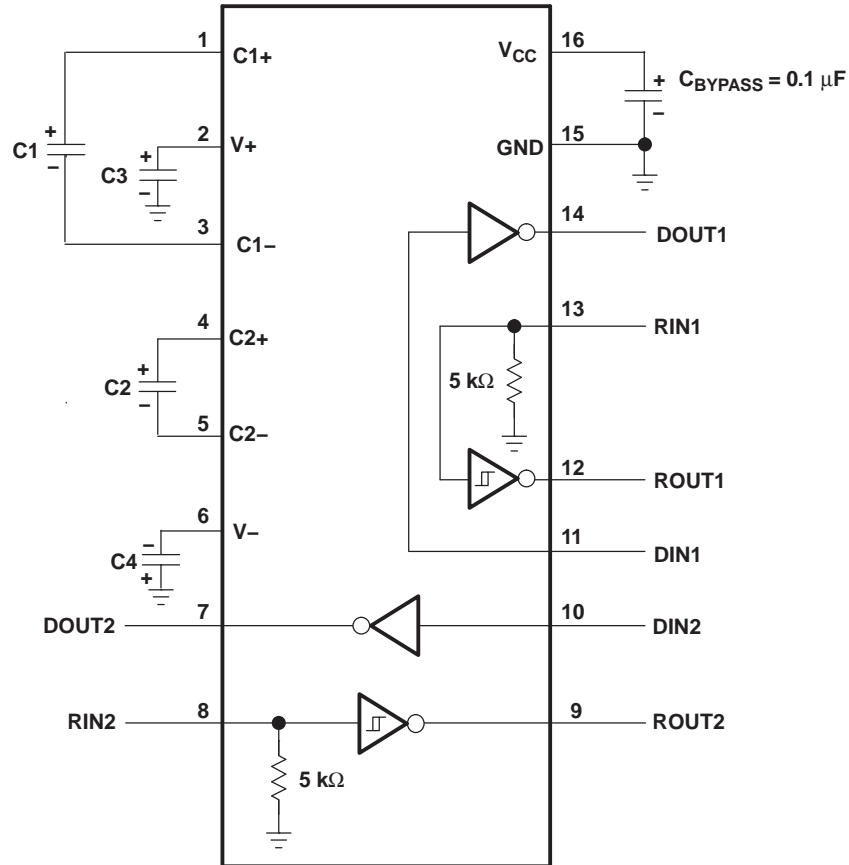 1
C1+
VCC
16
+
CBYPASS = 0.1 µF
−
2
V+
15
GND
+
C1
−
+
C3
−
3
C1−
14
DOUT1
13
RIN1
4
C2+
5 kΩ
+
C2
−
5
C2−
12
ROUT1
6
V−
11
DIN1
−
C4
+
DOUT2
7
10
DIN2
RIN2
8
9
ROUT2
5 kΩ